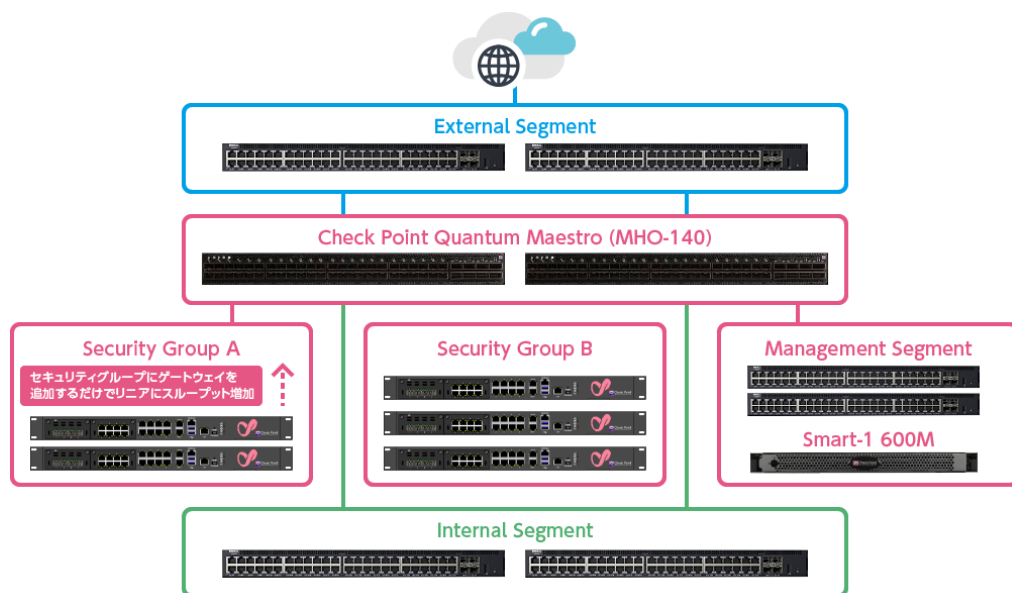 External Segment
Check Point Quantum Maestro (MHO-140)
Security Group A
セキュリティグループにゲートウェイを
追加するだけでリニアにスループット増加
Security Group B
Management Segment
Smart-1 600M
Internal Segment